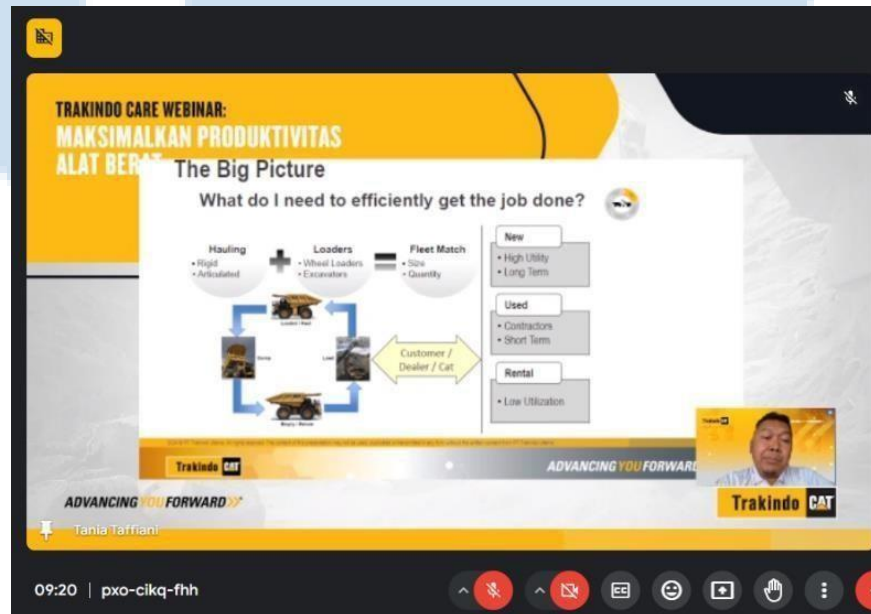 TRAKINDO CARE WEBINAR:
MAKSIMALKAN PRODUKTIVITAS
ALAT BERAT
The Big Picture
What do I need to efficiently get the job done?
Hauling
• Rigid
• Articulated
Loaders
• Wheel Loaders
• Excavators
Fleet Match
• Size
• Quantity
Dump
Load
Customer /
Dealer / Cat
New
• High Utility
• Long Term
Used
• Contractors
• Short Term
Rental
• Low Utilization
Trakindo CAT
ADVANCING YOU FORWARD
Trakindo CAT
ADVANCING YOU FORWARD
Tania Taffiani
09:20 | pxo-cikq-fhh
CC